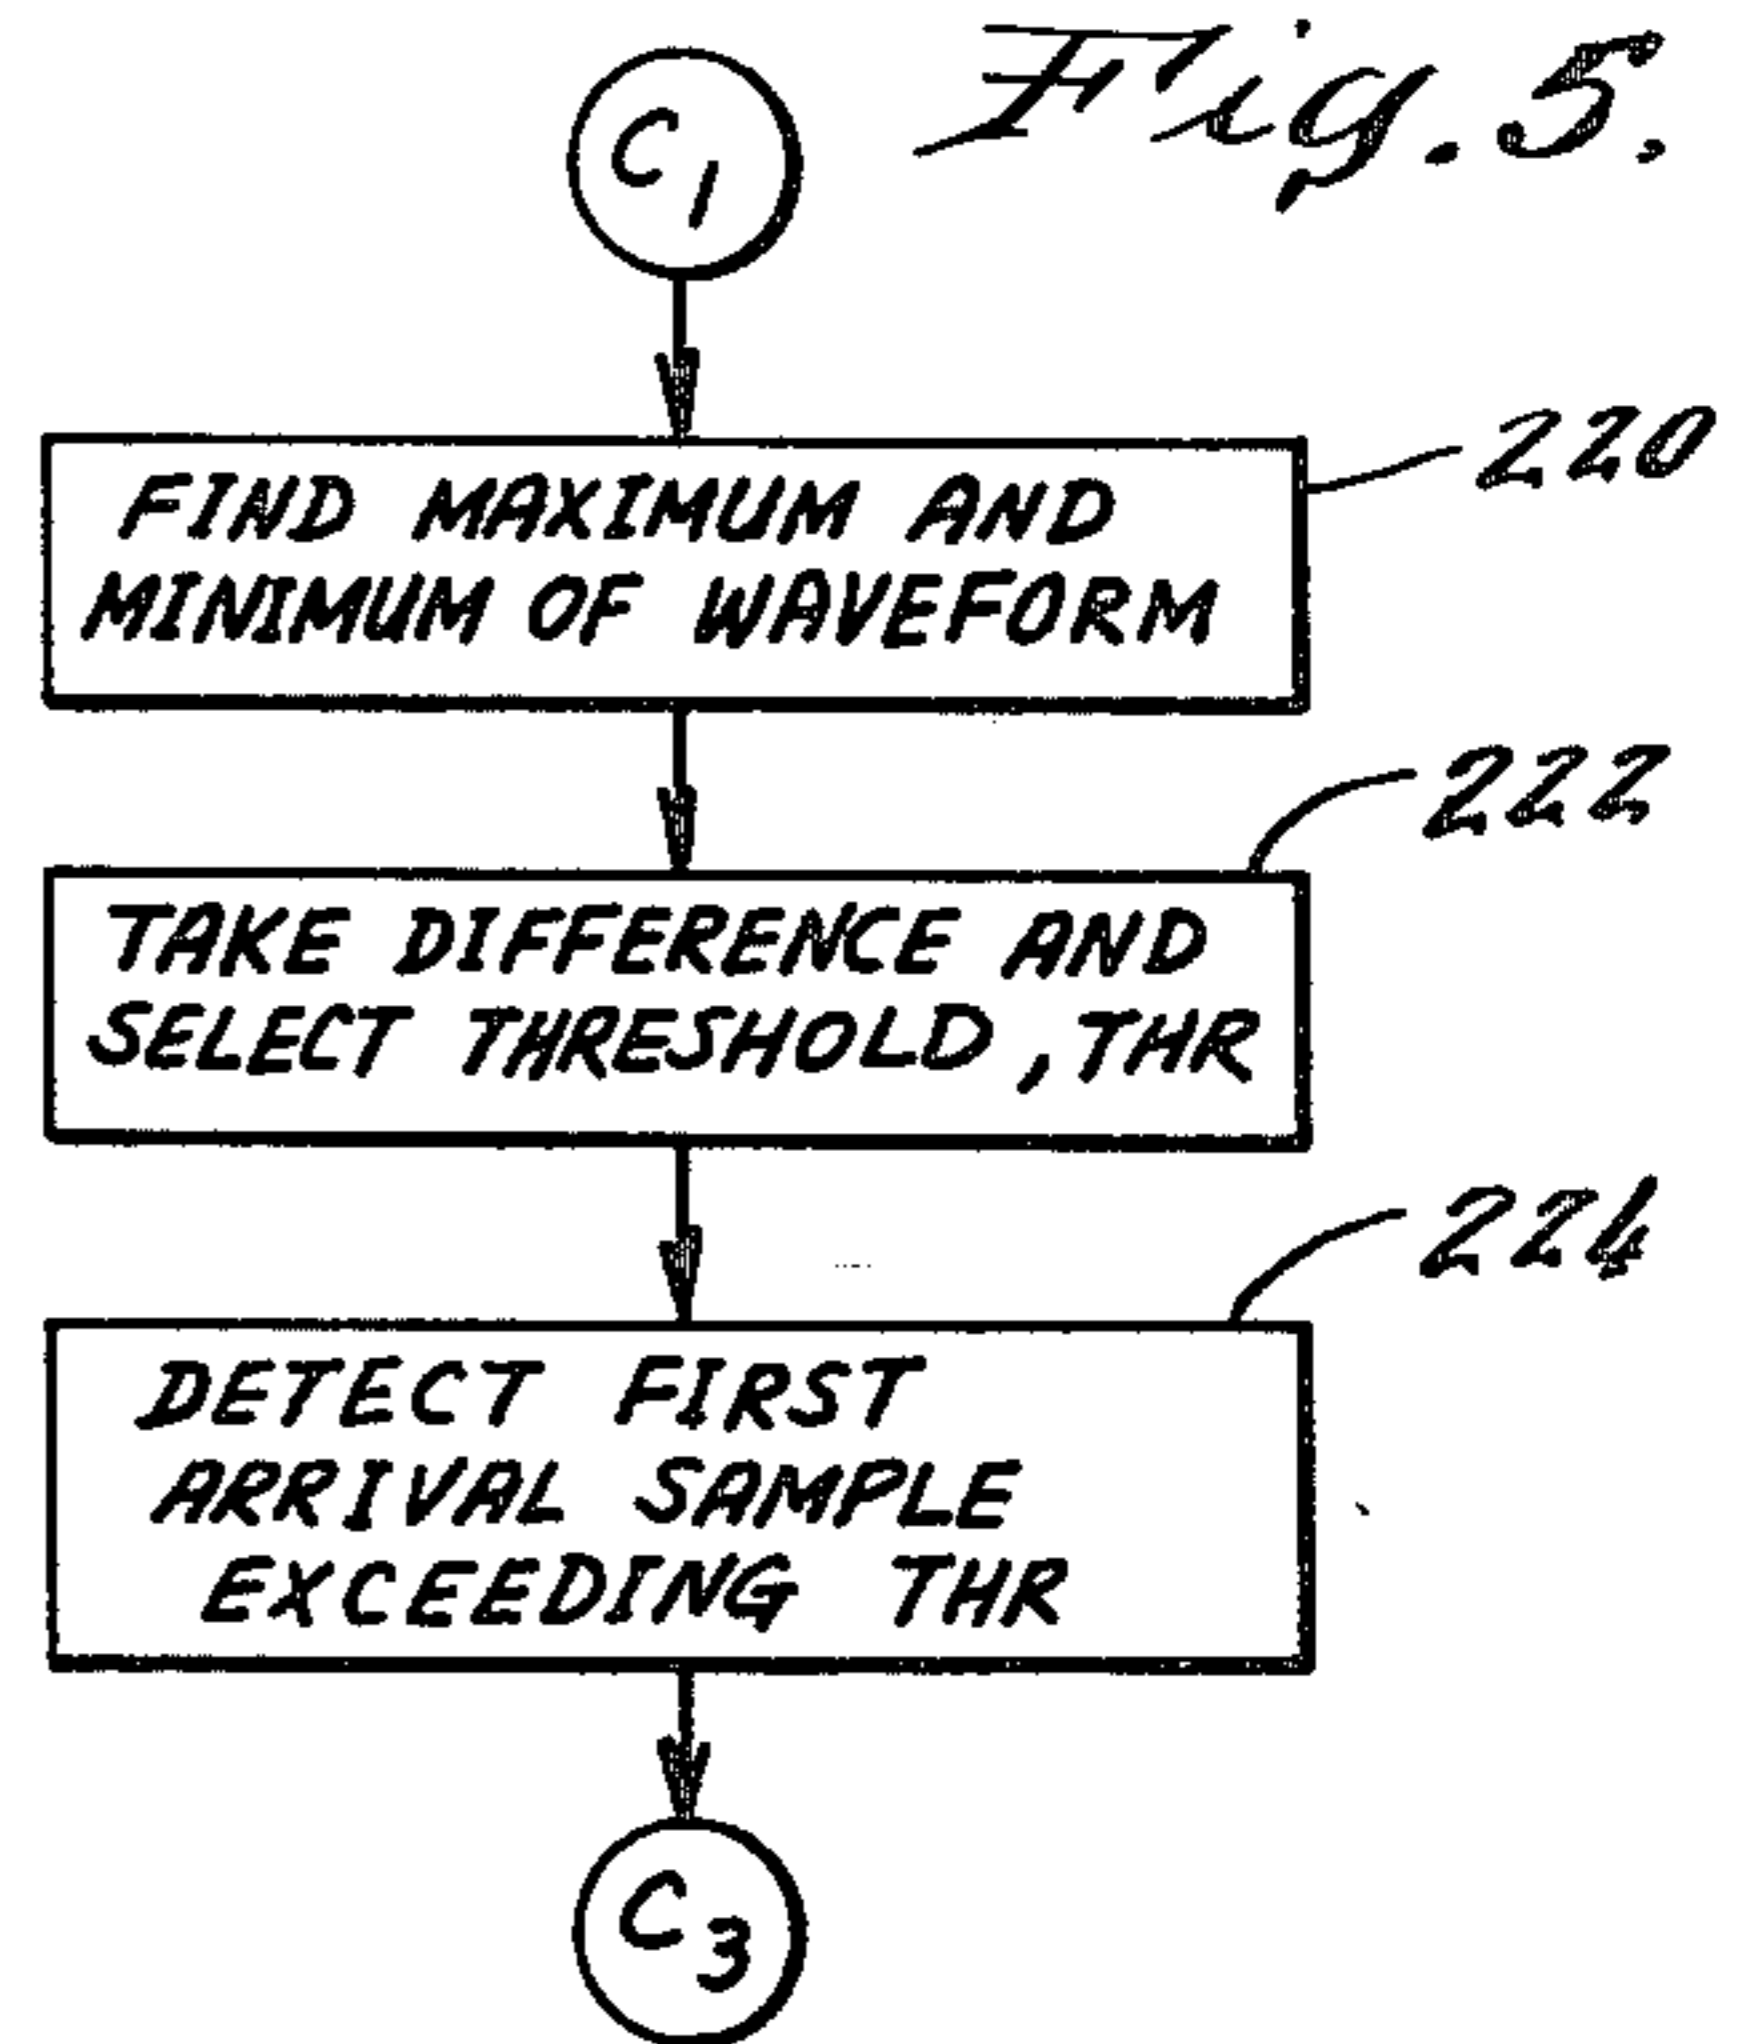 Fig. 5.
C1
220
FIND MAXIMUM AND
MINIMUM OF WAVEFORM
222
TAKE DIFFERENCE AND
SELECT THRESHOLD, THR
224
DETECT FIRST
ARRIVAL SAMPLE
EXCEEDING THR
C3